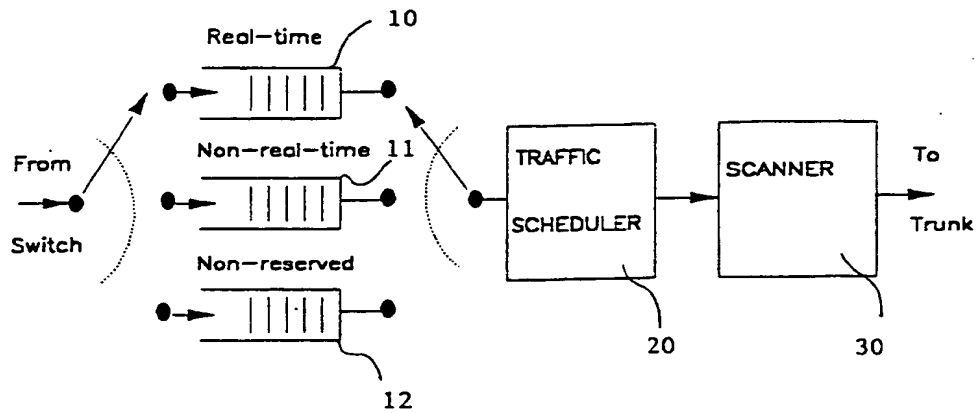 10
Real-time
From
Switch
Non-real-time
11
Non-reserved
12
TRAFFIC
SCHEDULER
20
SCANNER
30
To
Trunk